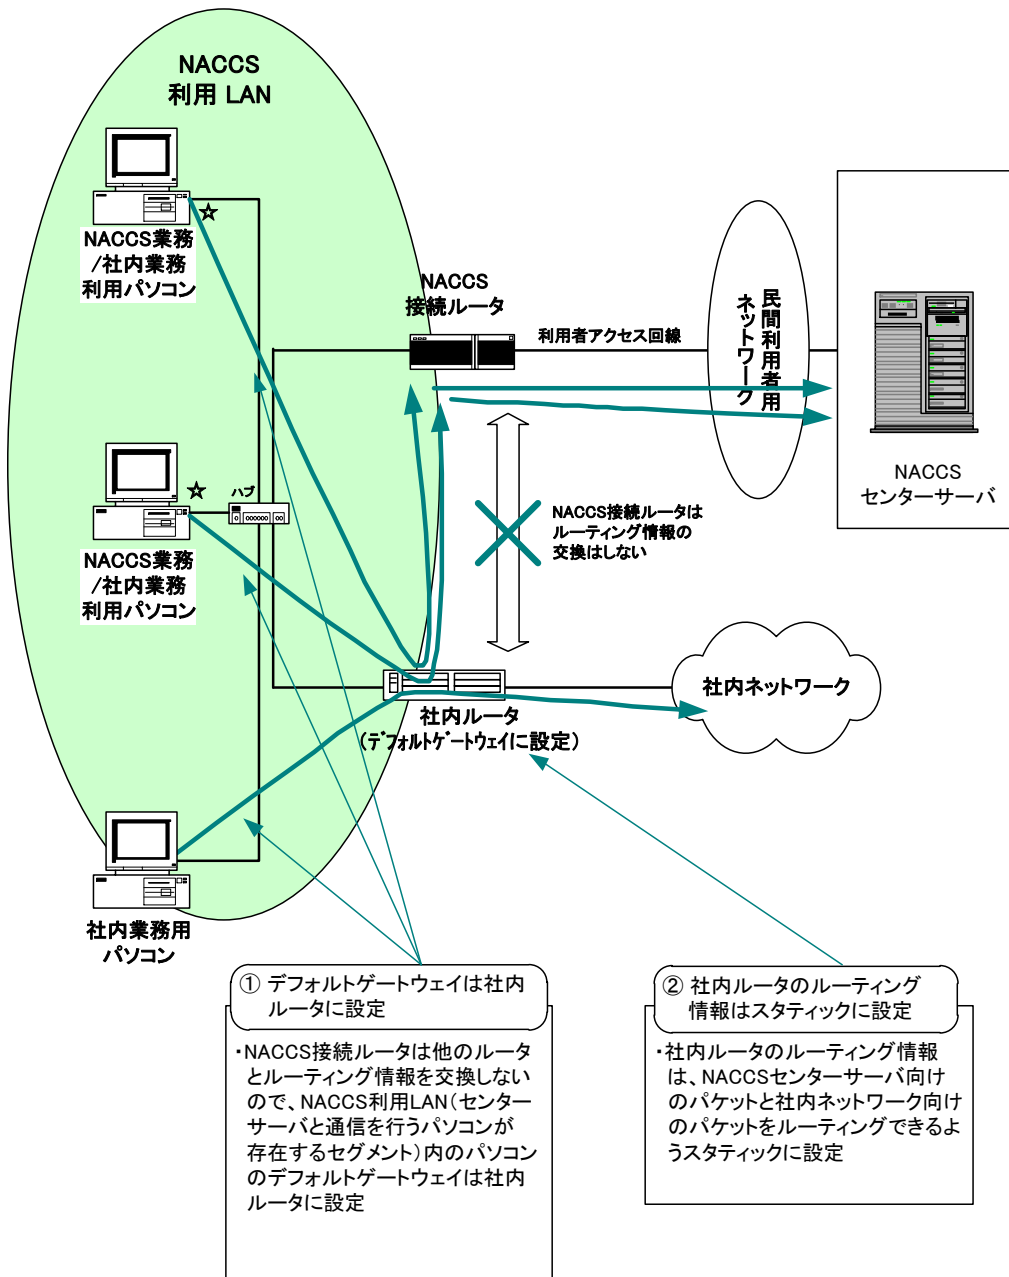 NACCS
利用 LAN
☆
NACCS業務
/社内業務
利用パソコン
NACCS
接続ルータ
利用者アクセス回線
民間利用者用
ネットワーク
NACCS
センターサーバ
☆
ハブ
NACCS業務
/社内業務
利用パソコン
NACCS接続ルータは
ルーティング情報の
交換はしない
社内ネットワーク
社内ルータ
(デフォルトゲートウェイに設定)
社内業務用
パソコン
① デフォルトゲートウェイは社内
ルータに設定
・NACCS接続ルータは他のルータ
とルーティング情報を交換しない
ので、NACCS利用LAN(センター
サーバと通信を行うパソコンが
存在するセグメント)内のパソコン
のデフォルトゲートウェイは社内
ルータに設定
② 社内ルータのルーティング
情報はスタティックに設定
・社内ルータのルーティング情報
は、NACCSセンターサーバ向け
のパケットと社内ネットワーク向け
のパケットをルーティングできるよ
うスタティックに設定